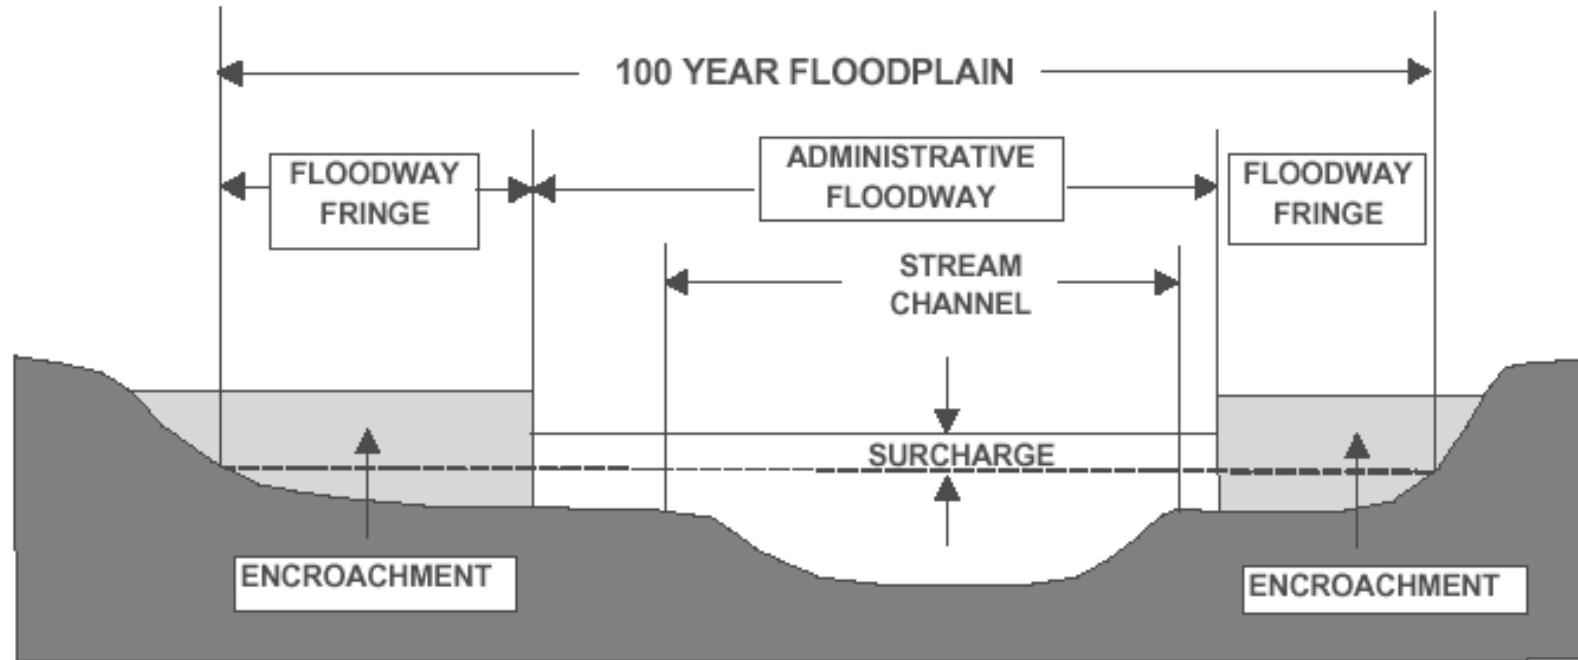 100 YEAR FLOODPLAIN
FLOODWAY
FRINGE
ADMINISTRATIVE
FLOODWAY
FLOODWAY
FRINGE
STREAM
CHANNEL
SURCHARGE
ENCROACHMENT
ENCROACHMENT